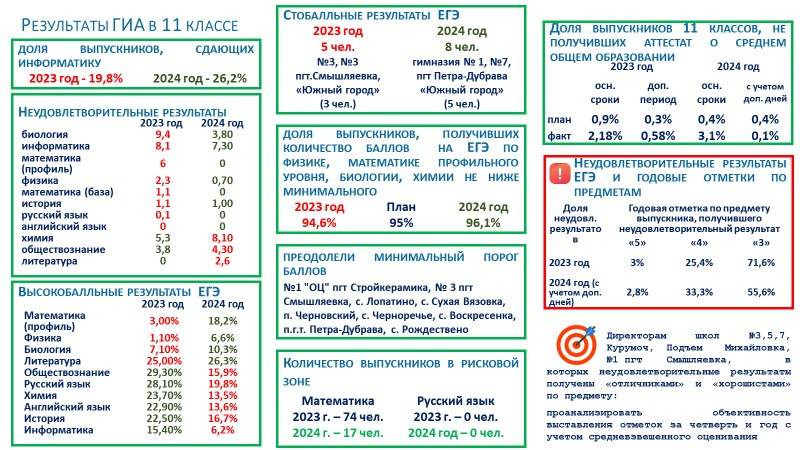 Результаты ГИА в 11 классе
ДОЛЯ ВЫПУСКНИКОВ, СДАЮЩИХ
ИНФОРМАТИКУ
2023 год - 19,8% 2024 год - 26,2%
Неудовлетворительные результаты
2023 год 2024 год
биология 9,4 3,80
информатика 8,1 7,30
математика
(профиль) 6 0
физика 2,3 0,70
математика (база) 1,1 0
история 1,1 1,00
русский язык 0,1 0
английский язык 0 0
химия 5,3 8,10
обществознание 3,8 4,30
литература 0 2,6
Высокобалльные результаты ЕГЭ
2023 год 2024 год
Математика
(профиль) 3,00% 18,2%
Физика 1,10% 6,6%
Биология 7,10% 10,3%
Литература 25,00% 26,3%
Обществознание 29,30% 15,9%
Русский язык 28,10% 19,8%
Химия 23,70% 13,5%
Английский язык 22,90% 13,6%
История 22,50% 16,7%
Информатика 15,40% 6,2%
Стобалльные результаты ЕГЭ
2023 год 2024 год
5 чел. 8 чел.
№3, №3 гимназия № 1, №7,
пгт.Смышляевка, пгт Петра-Дубрава
«Южный город» «Южный город»
(3 чел.) (5 чел.)
ДОЛЯ ВЫПУСКНИКОВ, ПОЛУЧИВШИХ
КОЛИЧЕСТВО БАЛЛОВ НА ЕГЭ ПО
ФИЗИКЕ, МАТЕМАТИКЕ ПРОФИЛЬНОГО
УРОВНЯ, БИОЛОГИИ, ХИМИИ НЕ НИЖЕ
МИНИМАЛЬНОГО
2023 год План 2024 год
94,6% 95% 96,1%
ПРЕОДОЛЕЛИ МИНИМАЛЬНЫЙ ПОРОГ
БАЛЛОВ
№1 "ОЦ" пгт Стройкерамика, № 3 пгт
Смышляевка, с. Лопатино, с. Сухая Вязовка,
п. Черновский, с. Черноречье, с. Воскресенка,
п.г.т. Петра-Дубрава, с. Рождествено
Количество выпускников в рисковой
зоне
Математика Русский язык
2023 г. – 74 чел. 2023 г. – 0 чел.
2024 г. – 17 чел. 2024 год – 0 чел.
Доля выпускников 11 классов, не
получивших аттестат о среднем
общем образовании
2023 год 2024 год
осн. сроки доп. период осн. сроки с учетом доп. дней
план 0,9% 0,3% 0,4% 0,4%
факт 2,18% 0,58% 3,1% 0,1%
!
Неудовлетворительные результаты
ЕГЭ и годовые отметки по
предметам
Доля неудовл. результато в
Годовая отметка по предмету
выпускника, получившего
неудовлетворительный результат
«5» «4» «3»
2023 год 3% 25,4% 71,6%
2024 год (с
учетом доп. 2,8% 33,3% 55,6%
дней)
Директорам школ №3,5,7,
Курумоч, Подъем Михайловка,
№1 пгт Смышляевка, в
которых неудовлетворительные результаты
получены «отличниками» и «хорошистами»
по предмету:
проанализировать объективность
выставления отметок за четверть и год с
учетом средневзвешенного оценивания